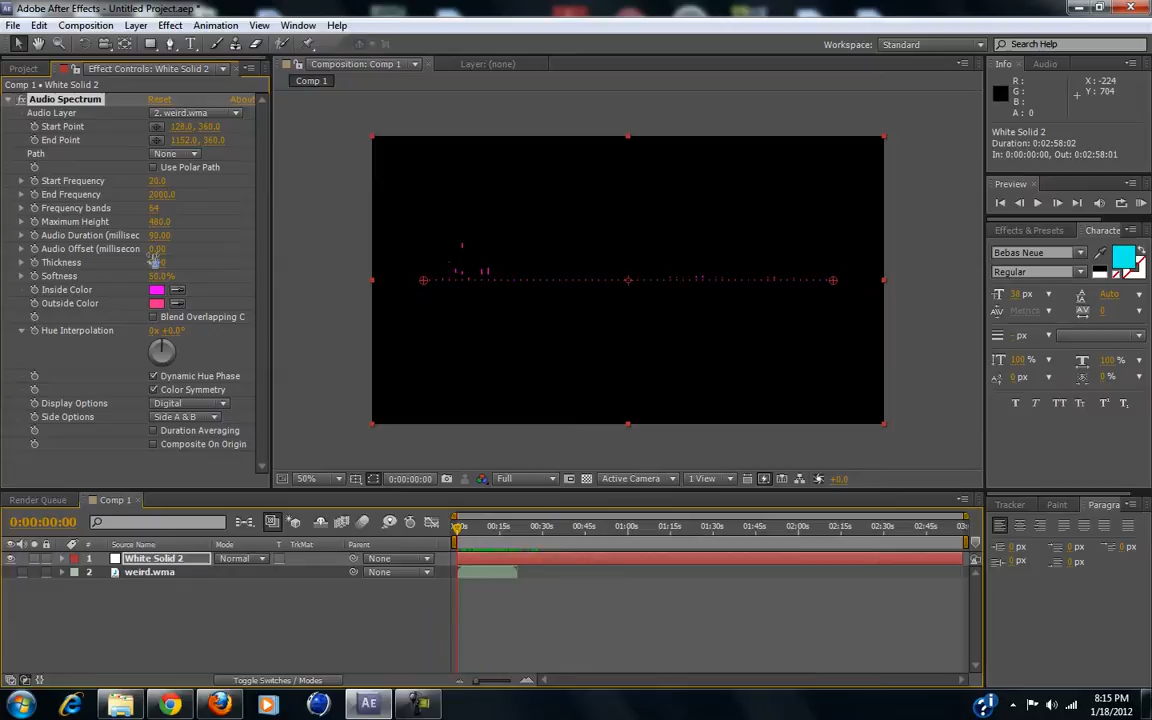 Adobe After Effects - Untitled Project.aep *
File Edit Composition Layer Effect Animation View Window Help
Workspace: Standard Search Help
Project Effect Controls: White Solid 2
Composition: Comp 1 Layer: (none)
Info Audio
Comp 1 • White Solid 2
Comp 1
fx Audio Spectrum Reset About
Audio Layer 2. weird.wma
Start Point 128.0, 360.0
End Point 1152.0, 360.0
Path None
Use Polar Path
Start Frequency 20.0
End Frequency 2000.0
Frequency bands 64
Maximum Height 480.0
Audio Duration (millisec 90.00
Audio Offset (millisecon 0.00
Thickness
Softness 50.0%
Inside Color
Outside Color
Blend Overlapping C
Hue Interpolation 0x +0.0°
Dynamic Hue Phase
Color Symmetry
Display Options Digital
Side Options Side A & B
Duration Averaging
Composite On Origin
R : X : -224
G : Y : 704
B :
A : 0
White Solid 2
Duration: 0:02:58:02
In: 0:00:00:00, Out: 0:02:58:01
Preview
Effects & Presets Characte
Bebas Neue
Regular
38 px Auto
Metrics 0
- px
100 % 100 %
0 px 0 %
T T TT Tt T¹ T₁
50% 0:00:00:00 Full Active Camera 1 View +0.0
Render Queue Comp 1
Tracker Paint Paragra
0:00:00:00
00s 00:15s 00:30s 00:45s 01:00s 01:15s 01:30s 01:45s 02:00s 02:15s 02:30s 02:45s 03:0
# Source Name Mode T TrkMat Parent
1 White Solid 2 Normal None
2 weird.wma None
0 px 0 px 0 px
0 px 0 px
Toggle Switches / Modes
Ae
8:15 PM
1/18/2012